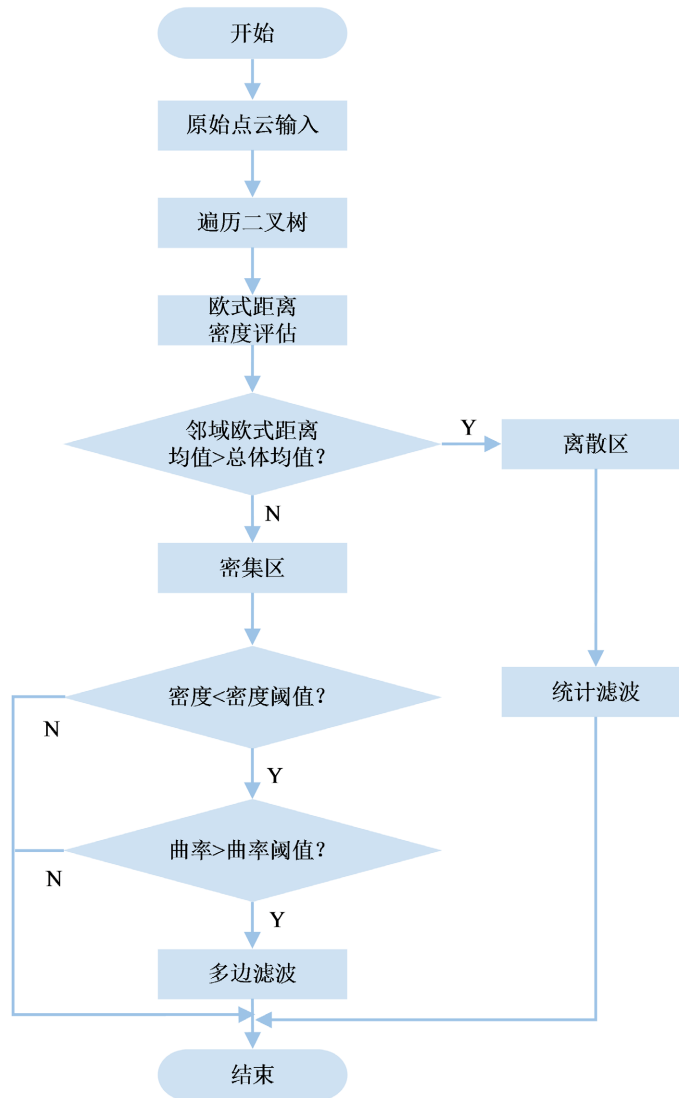 开始
原始点云输入
遍历二叉树
欧式距离
密度评估
邻域欧式距离
均值>总体均值?
Y
离散区
N
密集区
密度<密度阈值?
N
统计滤波
Y
曲率>曲率阈值?
N
Y
多边滤波
结束